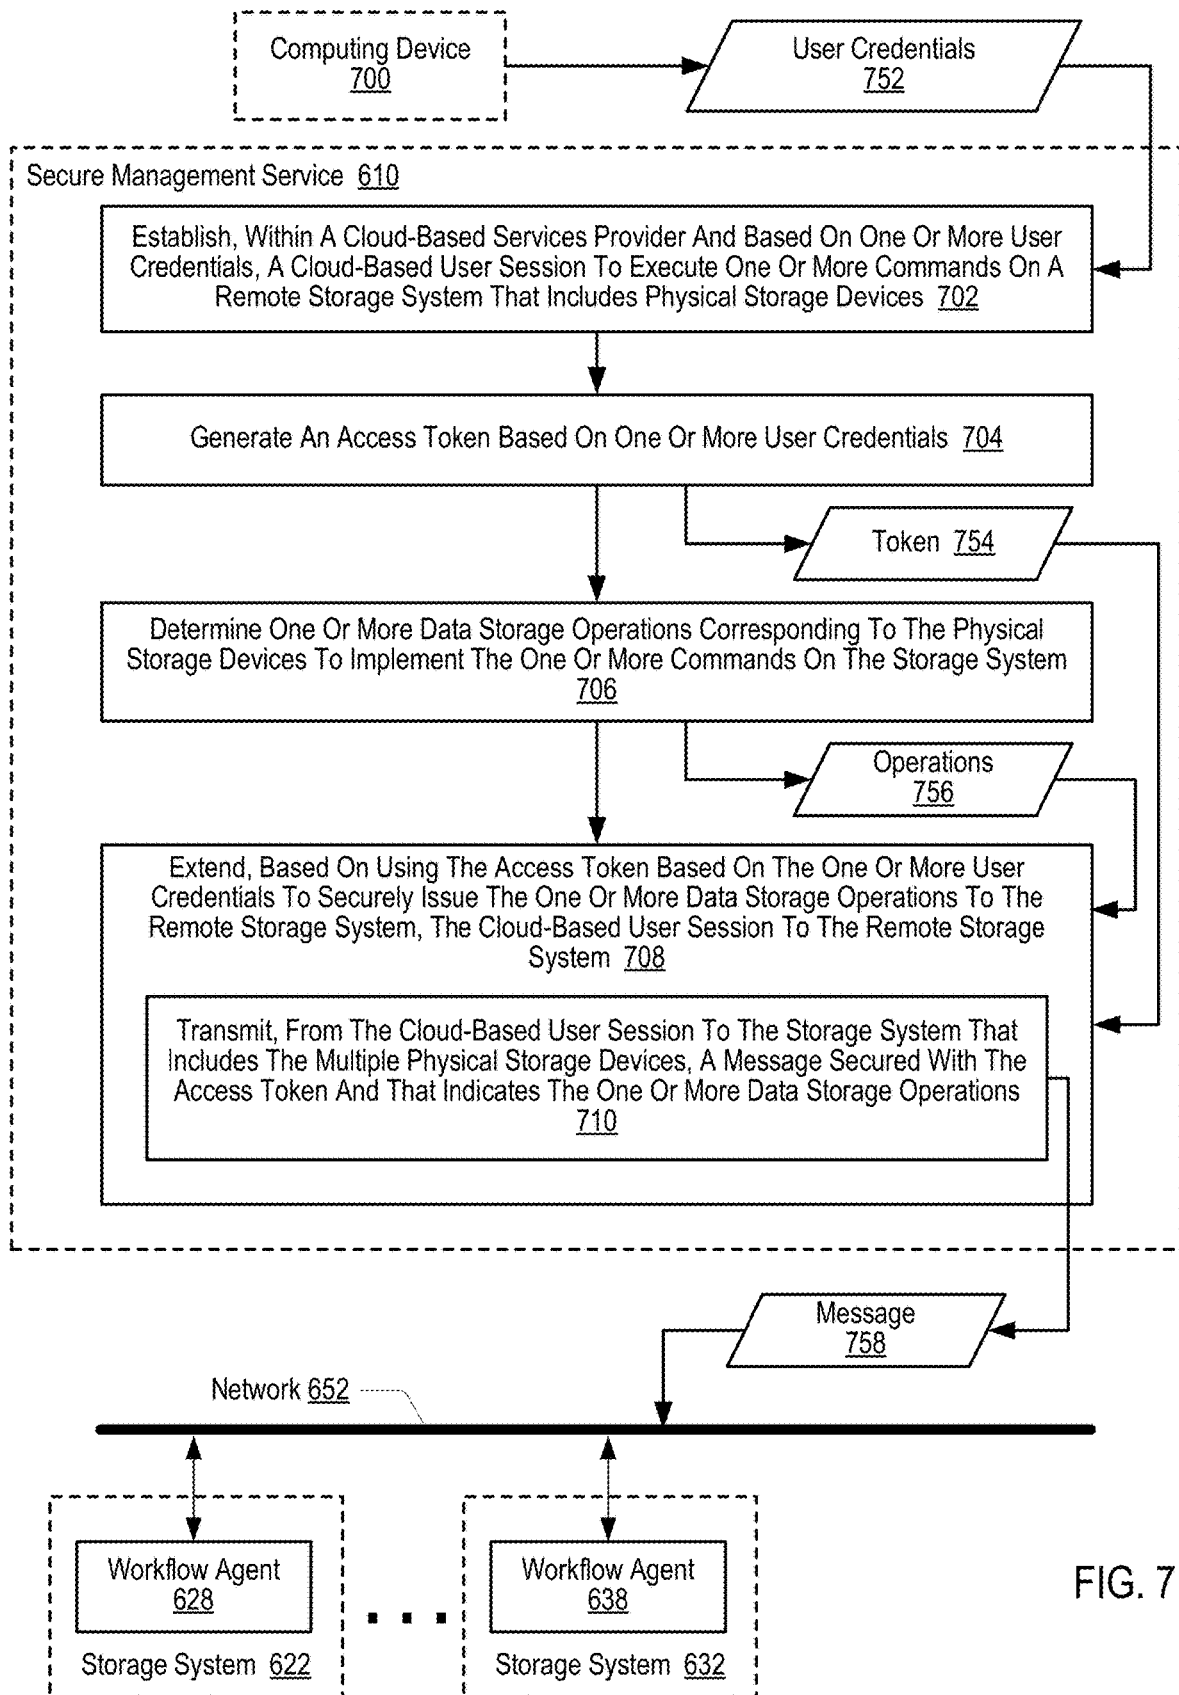 Computing Device
700
User Credentials
752
Secure Management Service 610
Establish, Within A Cloud-Based Services Provider And Based On One Or More User
Credentials, A Cloud-Based User Session To Execute One Or More Commands On A
Remote Storage System That Includes Physical Storage Devices 702
Generate An Access Token Based On One Or More User Credentials 704
Token 754
Determine One Or More Data Storage Operations Corresponding To The Physical
Storage Devices To Implement The One Or More Commands On The Storage System
706
Operations
756
Extend, Based On Using The Access Token Based On The One Or More User
Credentials To Securely Issue The One Or More Data Storage Operations To The
Remote Storage System, The Cloud-Based User Session To The Remote Storage
System 708
Transmit, From The Cloud-Based User Session To The Storage System That
Includes The Multiple Physical Storage Devices, A Message Secured With The
Access Token And That Indicates The One Or More Data Storage Operations
710
Message
758
Network 652
Workflow Agent
628
Storage System 622
Workflow Agent
638
Storage System 632
FIG. 7